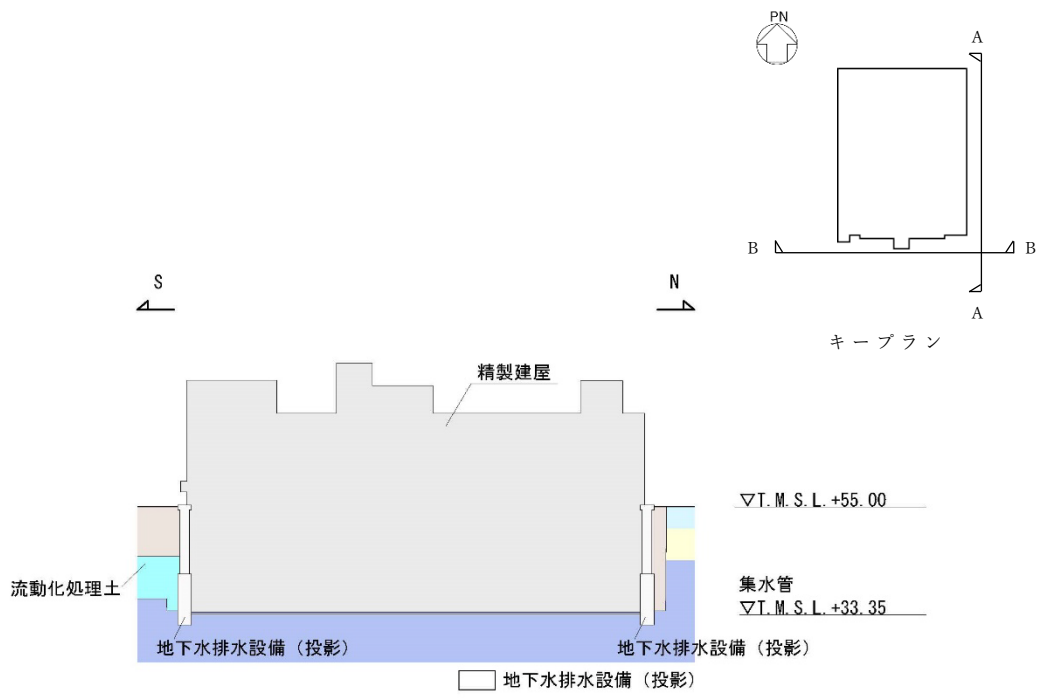 PN
A
B
B
A
キープラン
S
N
精製建屋
▽T.M.S.L.+55.00
流動化処理土
集水管
▽T.M.S.L.+33.35
地下水排水設備（投影）
地下水排水設備（投影）
地下水排水設備（投影）